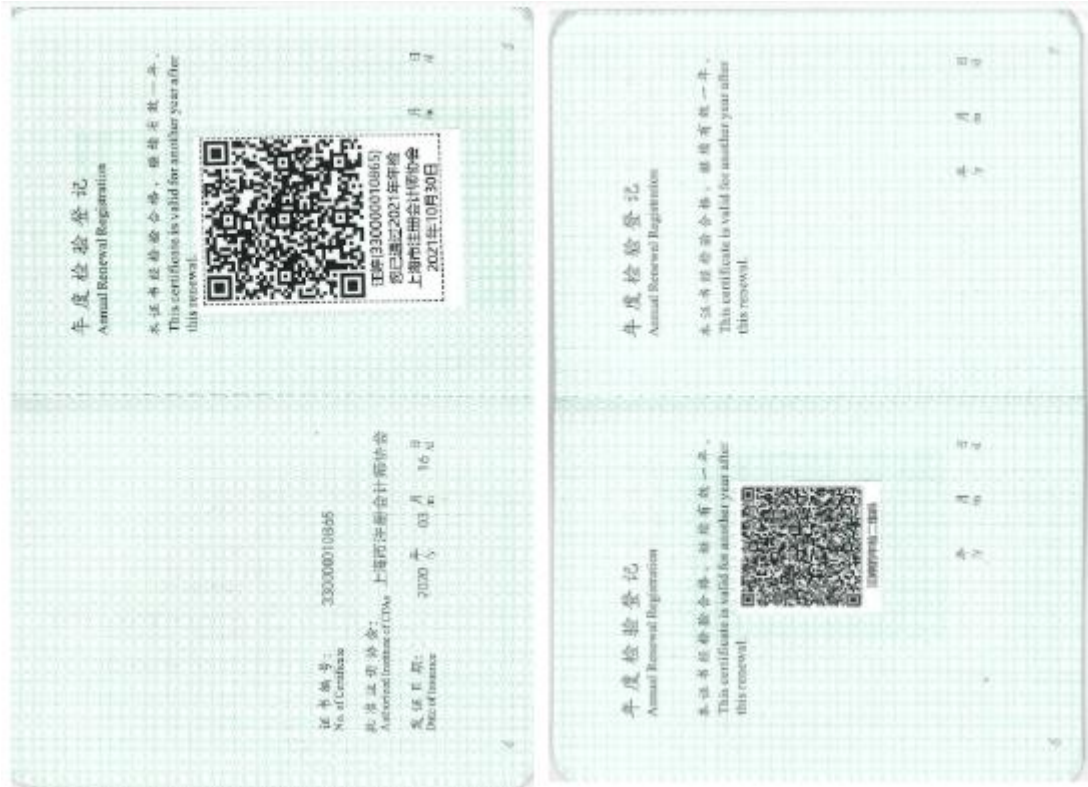 年度检验登记
Annual Renewal Registration
本证书经检验合格，继续有效一年。
This certificate is valid for another year after
this renewal.
月 日
m d
汪婷(330000010865)
您已通过2021年年检
上海市注册会计师协会
2021年10月30日
5
证书编号： 330000010865
No. of Certificate
批准注册协会： 上海市注册会计师协会
Authorized Institute of CPAs
发证日期： 2020 年 03 月 16 日
Date of Issuance y m d
4
年度检验登记
Annual Renewal Registration
本证书经检验合格，继续有效一年。
This certificate is valid for another year after
this renewal.
年 月 日
y m d
7
年度检验登记
Annual Renewal Registration
本证书经检验合格，继续有效一年。
This certificate is valid for another year after
this renewal.
年 月 日
y m d
6